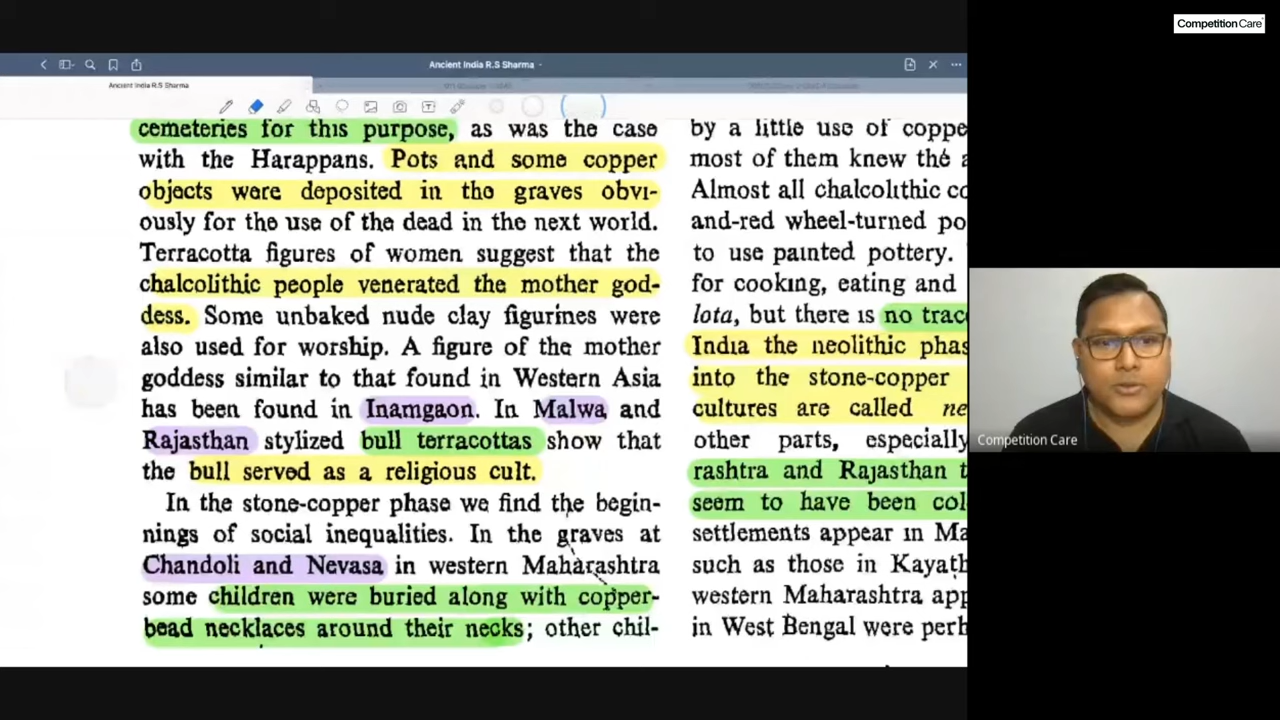 CompetitionCare
Ancient India R.S Sharma
Ancient India R.S Sharma
cemeteries for this purpose, as was the case
with the Harappans. Pots and some copper
objects were deposited in the graves obvi-
ously for the use of the dead in the next world.
Terracotta figures of women suggest that the
chalcolithic people venerated the mother god-
dess. Some unbaked nude clay figurines were
also used for worship. A figure of the mother
goddess similar to that found in Western Asia
has been found in Inamgaon. In Malwa and
Rajasthan stylized bull terracottas show that
the bull served as a religious cult.
In the stone-copper phase we find the begin-
nings of social inequalities. In the graves at
Chandoli and Nevasa in western Maharashtra
some children were buried along with copper-
bead necklaces around their necks; other chil-
by a little use of coppe
most of them knew the a
Almost all chalcolithic co
and-red wheel-turned po
to use painted pottery.
for cooking, eating and
lota, but there is no trac
India the neolithic phas
into the stone-copper
cultures are called ne
other parts, especially
rashtra and Rajasthan t
seem to have been col
settlements appear in Ma
such as those in Kayath
western Maharashtra app
in West Bengal were perh
Competition Care